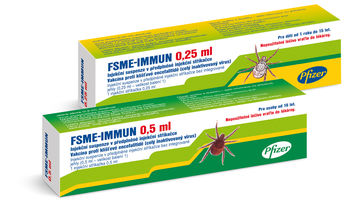 FSME-IMMUN 0,25 ml
Injekční suspenze v předplněné injekční stříkačce
Vakcína proti klíšťové encefalitidě (celý inaktivovaný virus)
Pro děti od 1 roku do 15 let.
Nepoužitelné léčivo vraťte do lékárny.
Pfizer
FSME-IMMUN 0,5 ml
Injekční suspenze v předplněné injekční stříkačce
Vakcína proti klíšťové encefalitidě (celý inaktivovaný virus)
Pro osoby od 16 let.
Nepoužitelné léčivo vraťte do lékárny.
Pfizer